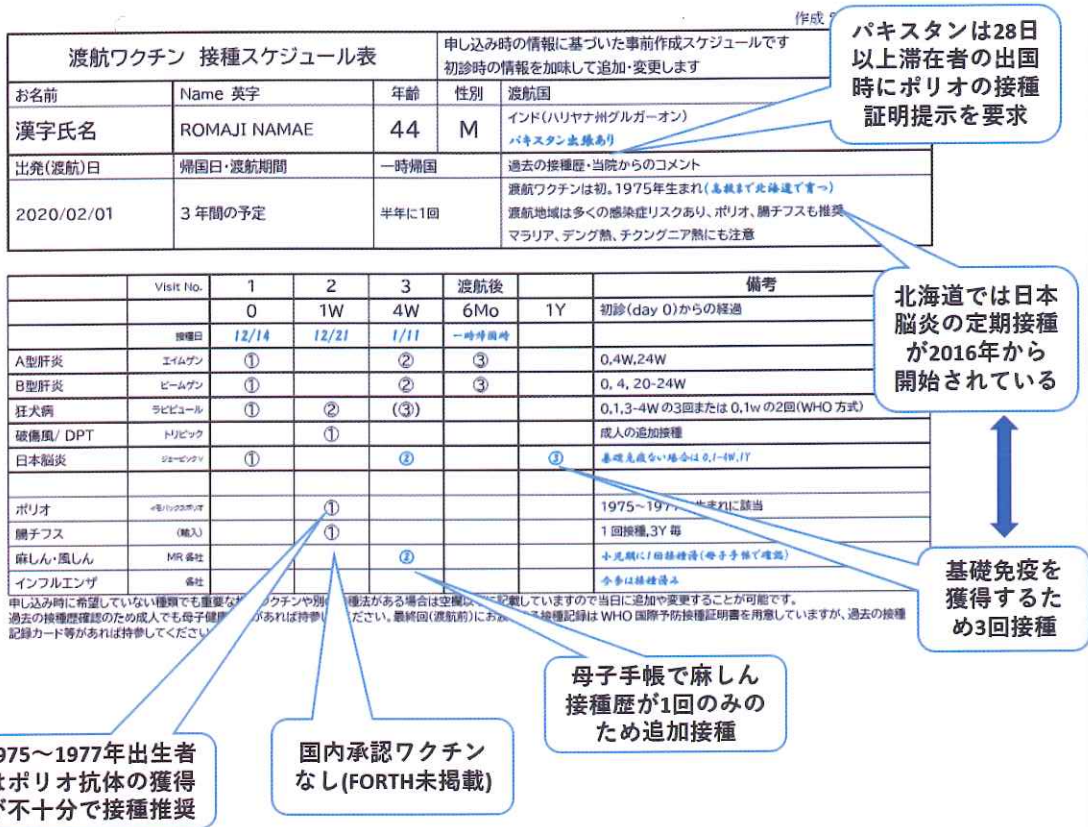 作成
渡航ワクチン 接種スケジュール表
申し込み時の情報に基づいた事前作成スケジュールです
初診時の情報を加味して追加・変更します
パキスタンは28日
以上滞在者の出国
時にポリオの接種
証明提示を要求
お名前 Name 英字 年齢 性別 渡航国
漢字氏名 ROMAJI NAMAE 44 M
インド(ハリヤナ州グルガーオン)
パキスタン出張あり
出発(渡航)日 帰国日・渡航期間 一時帰国 過去の接種歴・当院からのコメント
2020/02/01 3年間の予定 半年に1回
渡航ワクチンは初。1975年生まれ(高校まで北海道で育つ)
渡航地域は多くの感染症リスクあり、ポリオ、腸チフスも推奨
マラリア、デング熱、チクングニア熱にも注意
北海道では日本
脳炎の定期接種
が2016年から
開始されている
Visit No. 1 2 3 渡航後 備考
0 1W 4W 6Mo 1Y 初診(day 0)からの経過
接種日 12/14 12/21 1/11 一時帰国時
A型肝炎 エイムゲン ① ② ③ 0,4W,24W
B型肝炎 ビームゲン ① ② ③ 0, 4, 20-24W
狂犬病 ラビピュール ① ② (③) 0,1,3-4Wの3回または0,1wの2回(WHO方式)
破傷風/ DPT トリビック ① 成人の追加接種
日本脳炎 ジェービックV ① ② ③ 基礎免疫ない場合は0,1-4W,1Y
ポリオ イモバックスポリオ ① 1975~197 生まれに該当
腸チフス (輸入) ① 1回接種,3Y毎
麻しん・風しん MR各社 ② 小児期に1回接種済(母子手帳で確認)
インフルエンザ 各社 今季は接種済み
申し込み時に希望していない種類でも重要な ワクチンや別の 種法がある場合は空欄 に記載していますので当日に追加や変更することが可能です。
過去の接種歴確認のため成人でも母子健康 があれば持参 ください。最終回(渡航前)にお 接種記録はWHO国際予防接種証明書を用意していますが、過去の接種
記録カード等があれば持参してください
基礎免疫を
獲得するた
め3回接種
母子手帳で麻しん
接種歴が1回のみの
ため追加接種
国内承認ワクチン
なし(FORTH未掲載)
975~1977年出生者
はポリオ抗体の獲得
が不十分で接種推奨